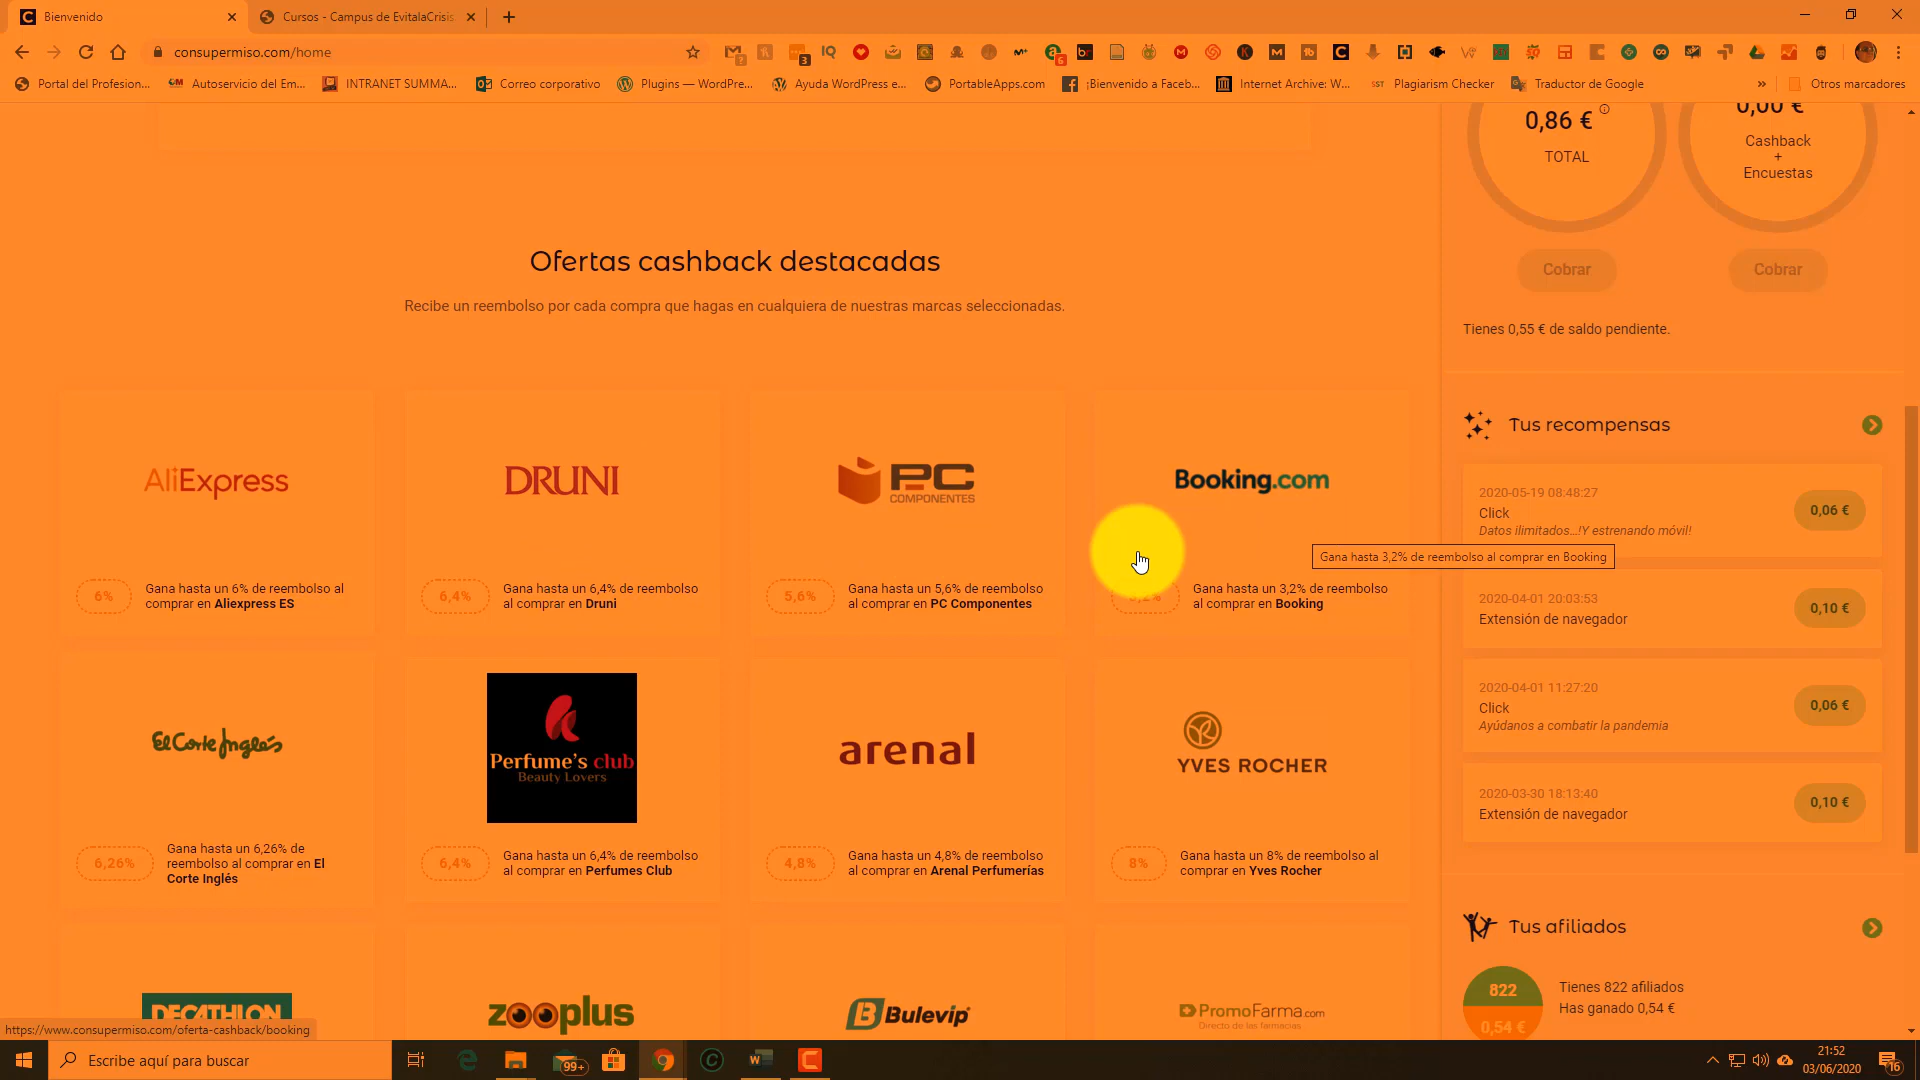 Bienvenido
Cursos - Campus de EvitalaCrisis
consupermiso.com/home
Portal del Profesion...
Autoservicio del Em...
INTRANET SUMMA...
Correo corporativo
Plugins — WordPre...
Ayuda WordPress e...
PortableApps.com
¡Bienvenido a Faceb...
Internet Archive: W...
Plagiarism Checker
Traductor de Google
»
Otros marcadores
0,86 €
TOTAL
0,00 €
Cashback
+
Encuestas
Cobrar
Cobrar
Tienes 0,55 € de saldo pendiente.
Ofertas cashback destacadas
Recibe un reembolso por cada compra que hagas en cualquiera de nuestras marcas seleccionadas.
AliExpress
6%
Gana hasta un 6% de reembolso al
comprar en Aliexpress ES
DRUNI
6,4%
Gana hasta un 6,4% de reembolso
al comprar en Druni
PC
COMPONENTES
5,6%
Gana hasta un 5,6% de reembolso
al comprar en PC Componentes
Booking.com
3,2%
Gana hasta un 3,2% de reembolso
al comprar en Booking
Gana hasta 3,2% de reembolso al comprar en Booking
El Corte Inglés
6,26%
Gana hasta un 6,26% de
reembolso al comprar en El
Corte Inglés
Perfume's club
Beauty Lovers
6,4%
Gana hasta un 6,4% de reembolso
al comprar en Perfumes Club
arenal
4,8%
Gana hasta un 4,8% de reembolso
al comprar en Arenal Perfumerías
YVES ROCHER
8%
Gana hasta un 8% de reembolso al
comprar en Yves Rocher
DECATHLON
zooplus
Bulevip
PromoFarma.com
Directo de las farmacias
Tus recompensas
2020-05-19 08:48:27
Click
Datos ilimitados...!Y estrenando móvil!
0,06 €
2020-04-01 20:03:53
Extensión de navegador
0,10 €
2020-04-01 11:27:20
Click
Ayúdanos a combatir la pandemia
0,06 €
2020-03-30 18:13:40
Extensión de navegador
0,10 €
Tus afiliados
822
0,54 €
Tienes 822 afiliados
Has ganado 0,54 €
https://www.consupermiso.com/oferta-cashback/booking
Escribe aquí para buscar
99+
21:52
03/06/2020
16